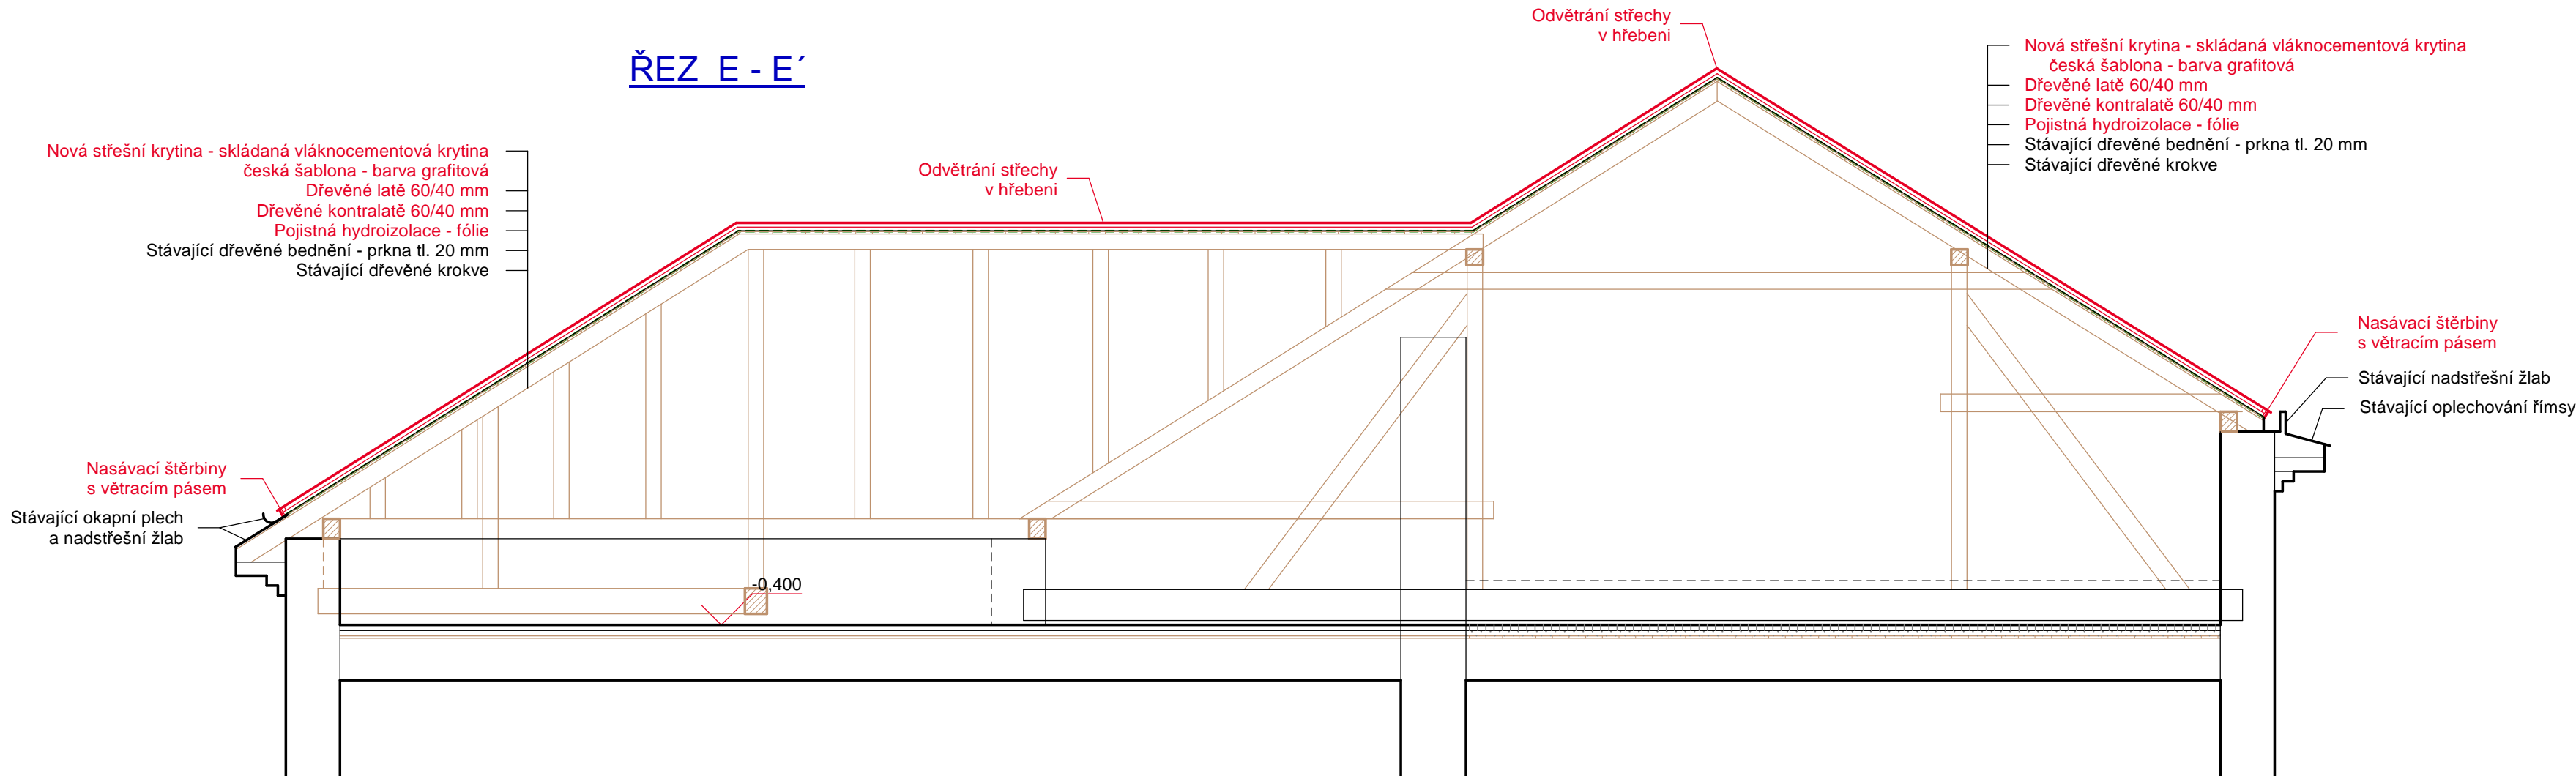 ŘEZ E - E´
Odvětrání střechy
v hřebeni
Nová střešní krytina - skládaná vláknocementová krytina
česká šablona - barva grafitová
Dřevěné latě 60/40 mm
Dřevěné kontralatě 60/40 mm
Pojistná hydroizolace - fólie
Stávající dřevěné bednění - prkna tl. 20 mm
Stávající dřevěné krokve
Nová střešní krytina - skládaná vláknocementová krytina
česká šablona - barva grafitová
Dřevěné latě 60/40 mm
Dřevěné kontralatě 60/40 mm
Pojistná hydroizolace - fólie
Stávající dřevěné bednění - prkna tl. 20 mm
Stávající dřevěné krokve
Odvětrání střechy
v hřebeni
Nasávací štěrbiny
s větracím pásem
Stávající nadstřešní žlab
Stávající oplechování římsy
Nasávací štěrbiny
s větracím pásem
Stávající okapní plech
a nadstřešní žlab
-0,400